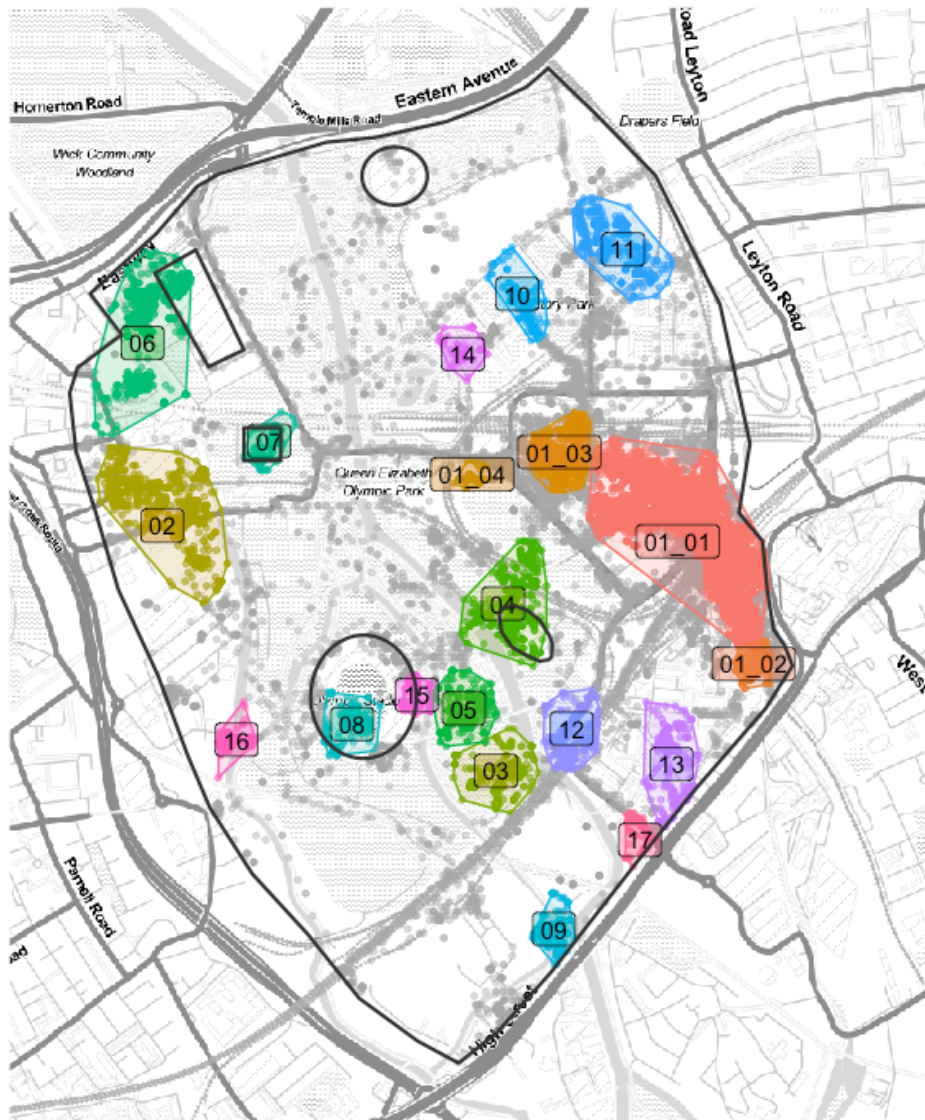 Road Leyton
Eastern Avenue
Homerton Road
Temple Mills Road
Drapers Field
Wick Community
Woodland
Leyton Road
11
10
06
14
07
01_03
Queen Elizabeth
Olympic Park
01_04
02
01_01
04
01_02
West
15
05
08
12
16
03
13
17
Parnell Road
09
High Street